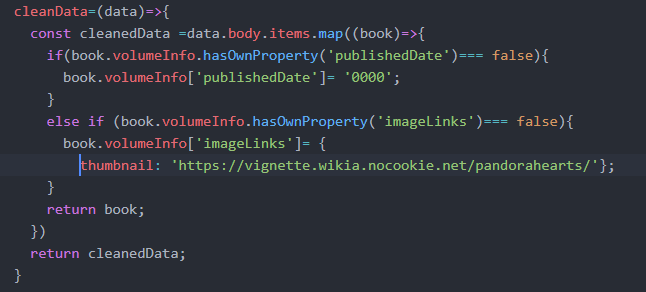 cleanData=(data)=>{
const cleanedData =data.body.items.map((book)=>{
if(book.volumeInfo.hasOwnProperty('publishedDate')=== false){
book.volumeInfo['publishedDate']= '0000';
}
else if (book.volumeInfo.hasOwnProperty('imageLinks')=== false){
book.volumeInfo['imageLinks']= {
thumbnail: 'https://vignette.wikia.nocookie.net/pandorahearts/'};
}
return book;
})
return cleanedData;
}